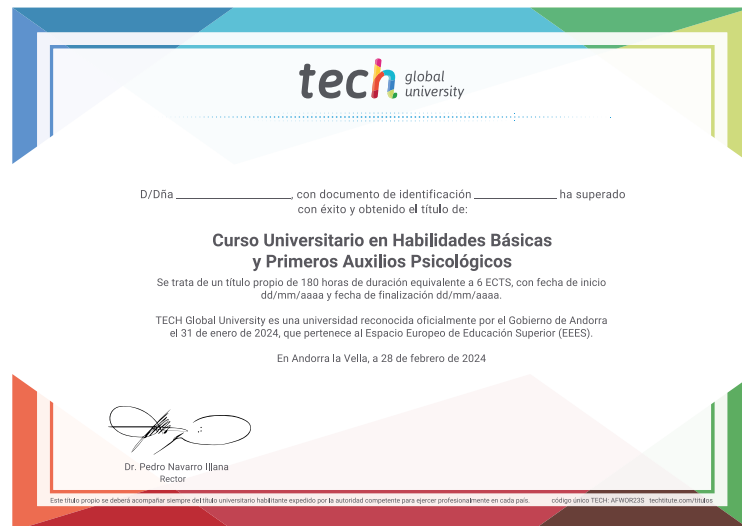 tech global university
D/Dña ____________________, con documento de identificación ______________ ha superado
con éxito y obtenido el título de:
Curso Universitario en Habilidades Básicas
y Primeros Auxilios Psicológicos
Se trata de un título propio de 180 horas de duración equivalente a 6 ECTS, con fecha de inicio
dd/mm/aaaa y fecha de finalización dd/mm/aaaa.
TECH Global University es una universidad reconocida oficialmente por el Gobierno de Andorra
el 31 de enero de 2024, que pertenece al Espacio Europeo de Educación Superior (EEES).
En Andorra la Vella, a 28 de febrero de 2024
Dr. Pedro Navarro Illana
Rector
Este título propio se deberá acompañar siempre del título universitario habilitante expedido por la autoridad competente para ejercer profesionalmente en cada país. código único TECH: AFWOR23S techtitute.com/titulos